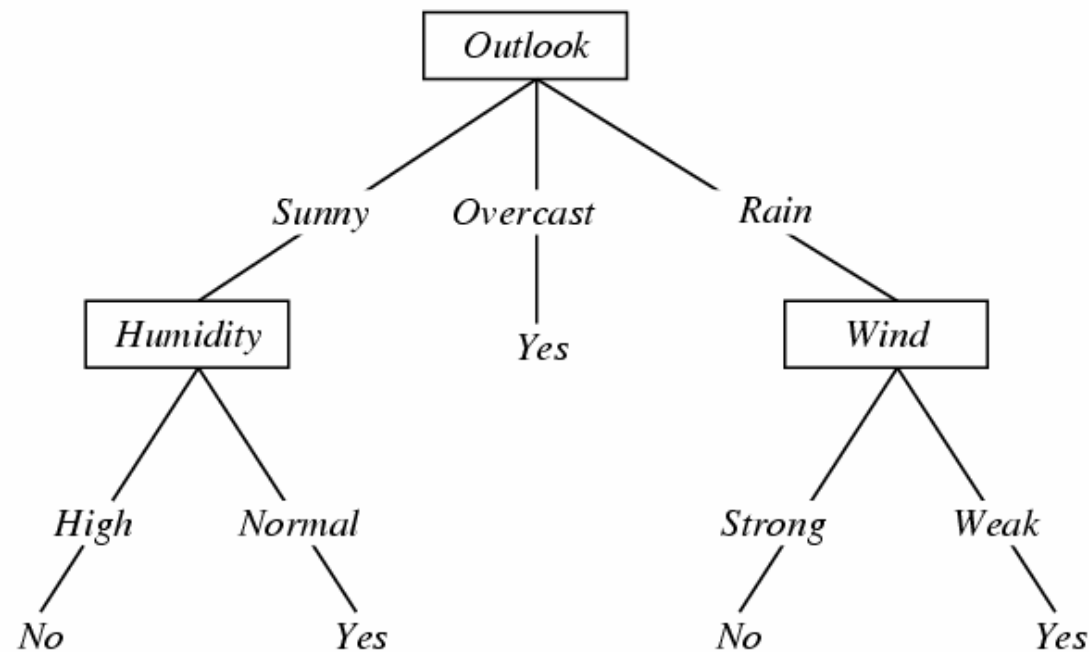 Outlook
Sunny Overcast Rain
Humidity Yes Wind
High Normal Strong Weak
No Yes No Yes